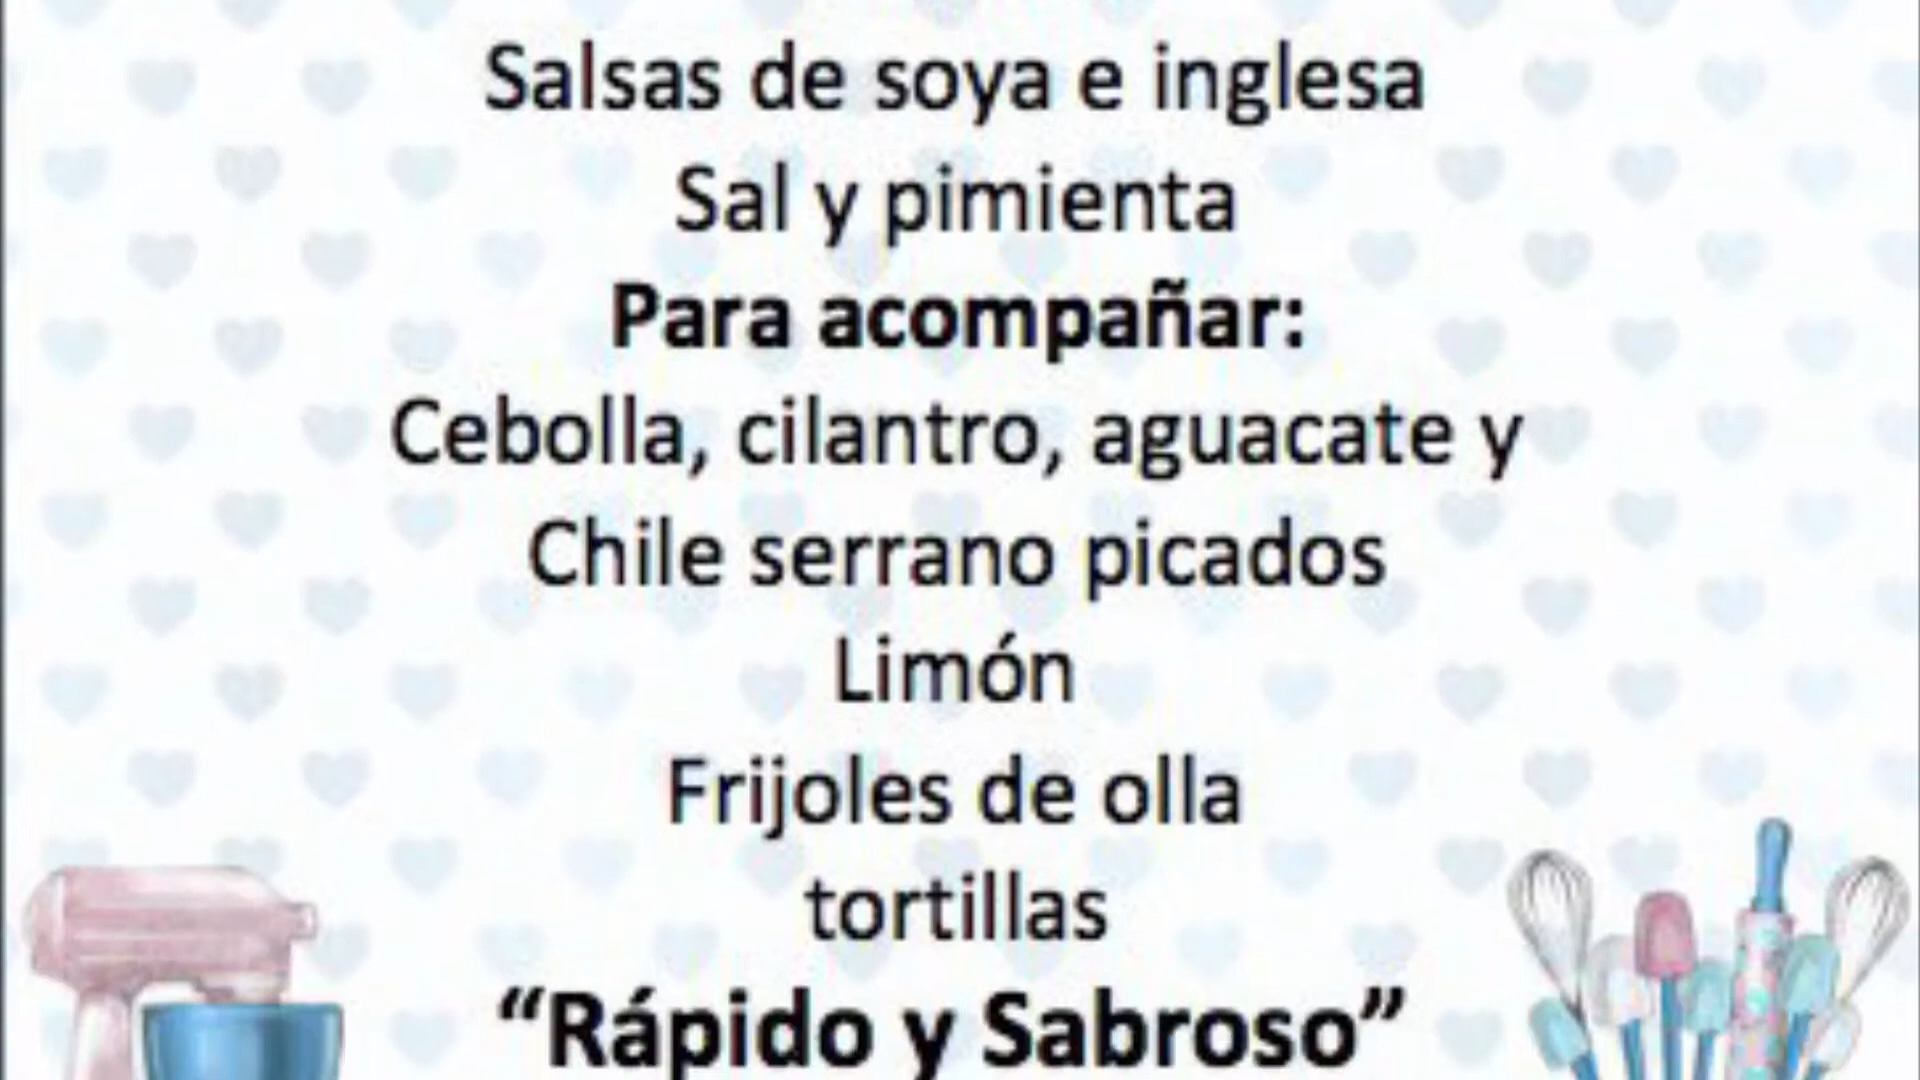 Salsas de soya e inglesa
Sal y pimienta
Para acompañar:
Cebolla, cilantro, aguacate y
Chile serrano picados
Limón
Frijoles de olla
tortillas
“Rápido y Sabroso”